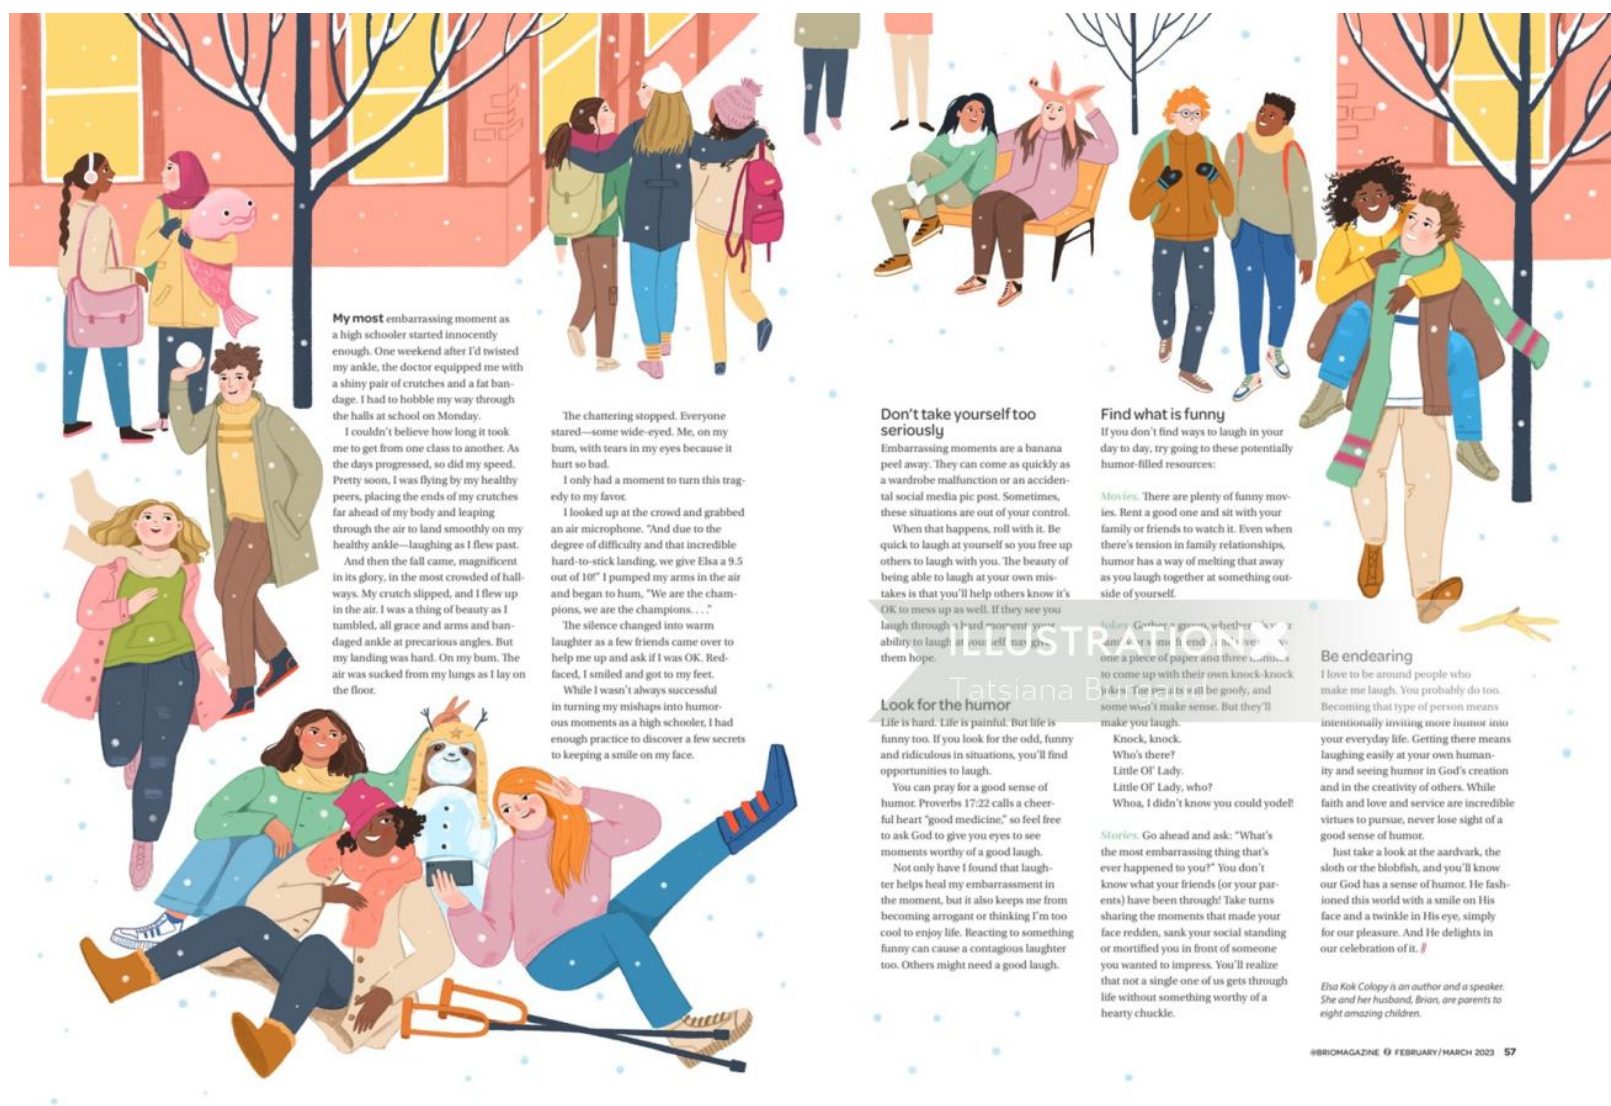 My most embarrassing moment as
a high schooler started innocently
enough. One weekend after I'd twisted
my ankle, the doctor equipped me with
a shiny pair of crutches and a fat ban-
dage. I had to hobble my way through
the halls at school on Monday.
I couldn't believe how long it took
me to get from one class to another. As
the days progressed, so did my speed.
Pretty soon, I was flying by my healthy
peers, placing the ends of my crutches
far ahead of my body and leaping
through the air to land smoothly on my
healthy ankle—laughing as I flew past.
And then the fall came, magnificent
in its glory, in the most crowded of hall-
ways. My crutch slipped, and I flew up
in the air. I was a thing of beauty as I
tumbled, all grace and arms and ban-
daged ankle at precarious angles. But
my landing was hard. On my bum. The
air was sucked from my lungs as I lay on
the floor.
The chattering stopped. Everyone
stared—some wide-eyed. Me, on my
bum, with tears in my eyes because it
hurt so bad.
I only had a moment to turn this trag-
edy to my favor.
I looked up at the crowd and grabbed
an air microphone. "And due to the
degree of difficulty and that incredible
hard-to-stick landing, we give Elsa a 9.5
out of 10!" I pumped my arms in the air
and began to hum, "We are the cham-
pions, we are the champions. . . ."
The silence changed into warm
laughter as a few friends came over to
help me up and ask if I was OK. Red-
faced, I smiled and got to my feet.
While I wasn't always successful
in turning my mishaps into humor-
ous moments as a high schooler, I had
enough practice to discover a few secrets
to keeping a smile on my face.
Don't take yourself too
seriously
Embarrassing moments are a banana
peel away. They can come as quickly as
a wardrobe malfunction or an acciden-
tal social media pic post. Sometimes,
these situations are out of your control.
When that happens, roll with it. Be
quick to laugh at yourself so you free up
others to laugh with you. The beauty of
being able to laugh at your own mis-
takes is that you'll help others know it's
OK to mess up as well. If they see you
laugh through a hard moment, your
ability to laugh at yourself may give
them hope.
Look for the humor
Life is hard. Life is painful. But life is
funny too. If you look for the odd, funny
and ridiculous in situations, you'll find
opportunities to laugh.
You can pray for a good sense of
humor. Proverbs 17:22 calls a cheer-
ful heart "good medicine," so feel free
to ask God to give you eyes to see
moments worthy of a good laugh.
Not only have I found that laugh-
ter helps heal my embarrassment in
the moment, but it also keeps me from
becoming arrogant or thinking I'm too
cool to enjoy life. Reacting to something
funny can cause a contagious laughter
too. Others might need a good laugh.
Find what is funny
If you don't find ways to laugh in your
day to day, try going to these potentially
humor-filled resources:
Movies. There are plenty of funny mov-
ies. Rent a good one and sit with your
family or friends to watch it. Even when
there's tension in family relationships,
humor has a way of melting that away
as you laugh together at something out-
side of yourself.
Jokes. Gather a group, whether
one a piece of paper and three minutes
to come up with their own knock-knock
be goofy, and
some won't make sense. But they'll
make you laugh.
Knock, knock.
Who's there?
Little Ol' Lady.
Little Ol' Lady, who?
Whoa, I didn't know you could yodel!
Stories. Go ahead and ask: "What's
the most embarrassing thing that's
ever happened to you?" You don't
know what your friends (or your par-
ents) have been through! Take turns
sharing the moments that made your
face redden, sank your social standing
or mortified you in front of someone
you wanted to impress. You'll realize
that not a single one of us gets through
life without something worthy of a
hearty chuckle.
Be endearing
I love to be around people who
make me laugh. You probably do too.
Becoming that type of person means
intentionally inviting more humor into
your everyday life. Getting there means
laughing easily at your own human-
ity and seeing humor in God's creation
and in the creativity of others. While
faith and love and service are incredible
virtues to pursue, never lose sight of a
good sense of humor.
Just take a look at the aardvark, the
sloth or the blobfish, and you'll know
our God has a sense of humor. He fash-
ioned this world with a smile on His
face and a twinkle in His eye, simply
for our pleasure. And He delights in
our celebration of it.
Elsa Kok Colopy is an author and a speaker.
She and her husband, Brian, are parents to
eight amazing children.
@BRIOMAGAZINE FEBRUARY/MARCH 2023 57
ILLUSTRATION X
Tatsiana Burgaud